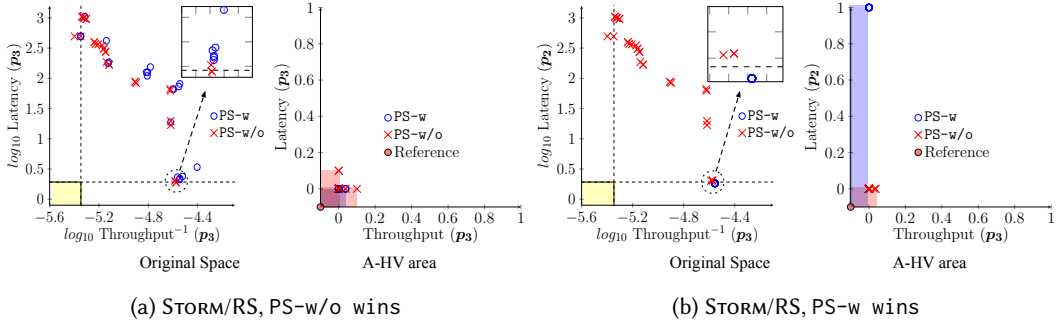 3
2.5
2
1.5
1
0.5
0
−5.6
−5.2
−4.8
−4.4
log₁₀ Latency (p₃)
log₁₀ Throughput⁻¹ (p₃)
PS-w
PS-w/o
Original Space
1
0.8
0.6
0.4
0.2
0
0
0.2
0.4
0.6
0.8
1
Latency (p₃)
Throughput (p₃)
PS-w
PS-w/o
Reference
A-HV area
(a) STORM/RS, PS-w/o wins
3
2.5
2
1.5
1
0.5
0
−5.6
−5.2
−4.8
−4.4
log₁₀ Latency (p₂)
log₁₀ Throughput⁻¹ (p₃)
PS-w
PS-w/o
Original Space
1
0.8
0.6
0.4
0.2
0
0
0.2
0.4
0.6
0.8
1
Latency (p₂)
Throughput (p₃)
PS-w
PS-w/o
Reference
A-HV area
(b) STORM/RS, PS-w wins